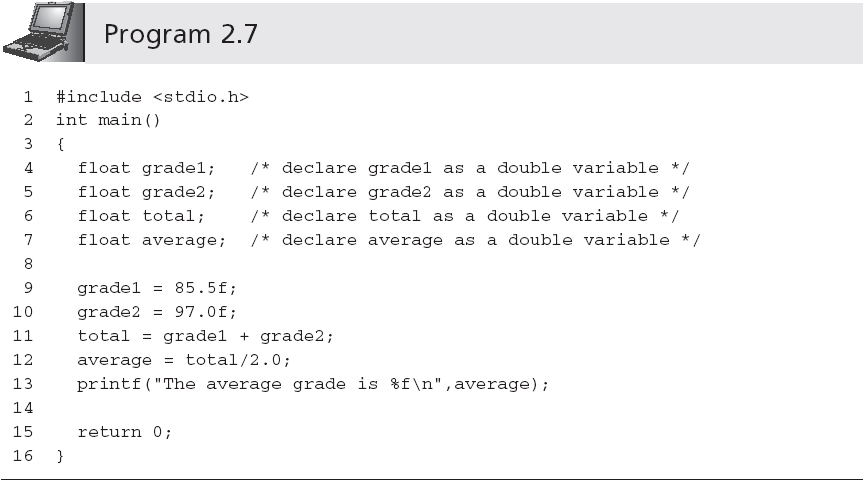 Program 2.7
1 #include <stdio.h>
2 int main()
3 {
4   float grade1;   /* declare grade1 as a double variable */
5   float grade2;   /* declare grade2 as a double variable */
6   float total;    /* declare total as a double variable */
7   float average;  /* declare average as a double variable */
8
9   grade1 = 85.5f;
10   grade2 = 97.0f;
11   total = grade1 + grade2;
12   average = total/2.0;
13   printf("The average grade is %f\n",average);
14
15   return 0;
16 }